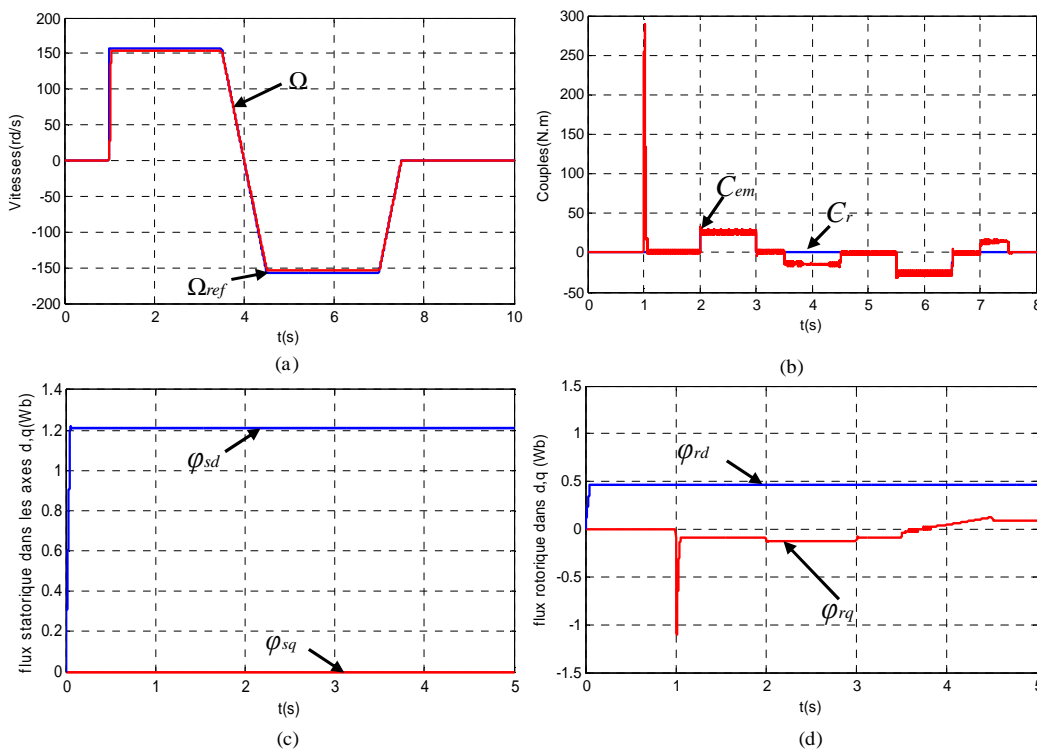 200
150
100
50
0
-50
-100
-150
-200
Vitesses(rd/s)
Ω
Ωref
0 2 4 6 8 10
t(s)
(a)
300
250
200
150
100
50
0
-50
Couples(N.m)
Cem
Cr
0 1 2 3 4 5 6 7 8
t(s)
(b)
1.4
1.2
1
0.8
0.6
0.4
0.2
0
flux statorique dans les axes d,q(Wb)
φsd
φsq
0 1 2 3 4 5
t(s)
(c)
1.5
1
0.5
0
-0.5
-1
-1.5
flux rotorique dans d,q (Wb)
φrd
φrq
0 1 2 3 4 5
t(s)
(d)